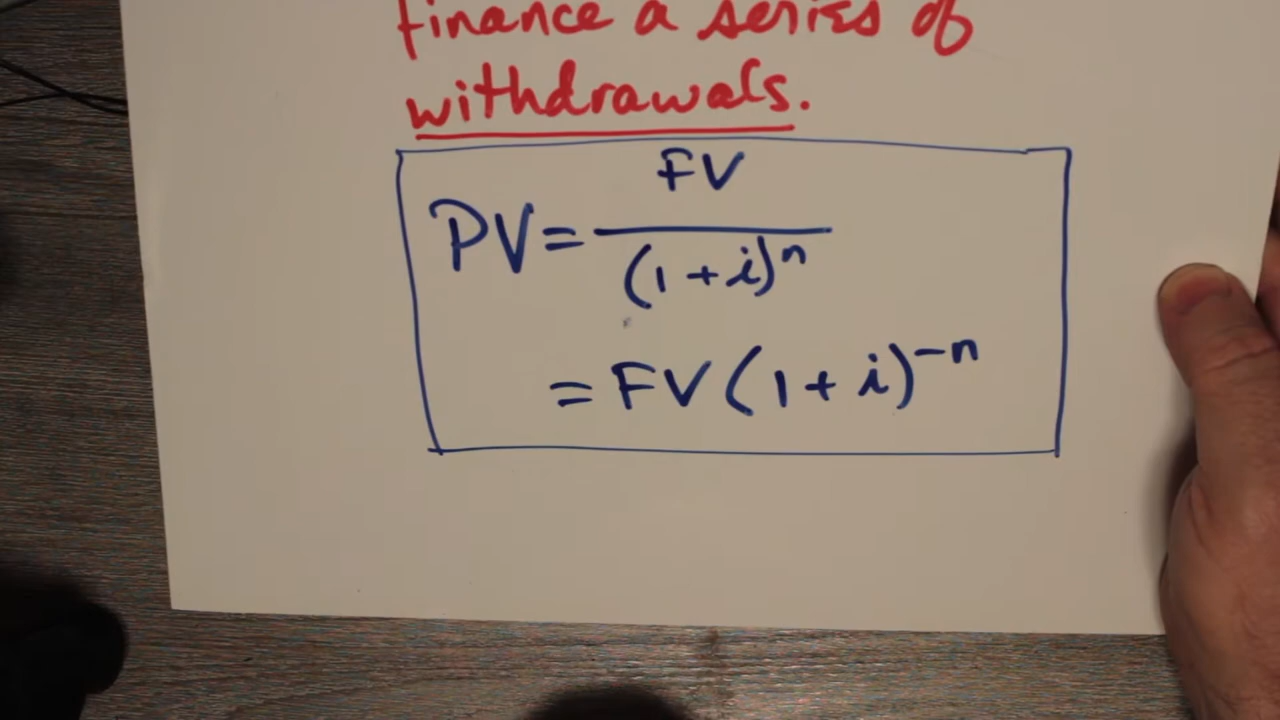 finance a series of
withdrawals.
PV = FV / (1 + i)^n
= FV (1 + i)^-n